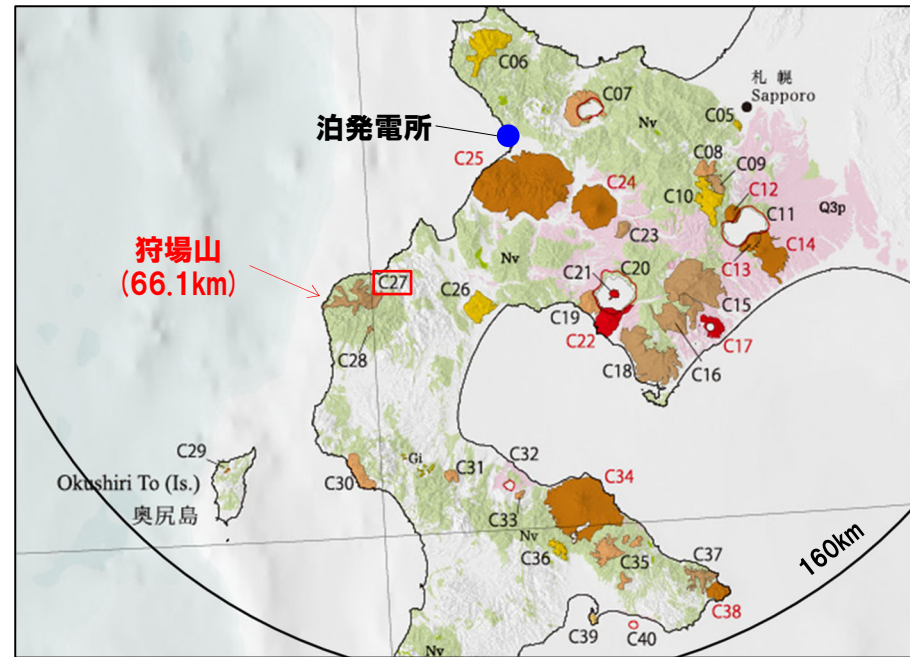 C06
札幌
Sapporo
C07
C05
泊発電所
Nv
C25
C08
C09
C24
C10
C12
C11
Q3p
C23
C14
C13
狩場山
(66.1km)
Nv
C21
C20
C27
C26
C15
C19
C22
C17
C28
C18
C16
C29
C32
C34
Gi
C31
Okushiri To (Is.)
C30
奥尻島
C33
Nv
C36
C35
C37
160km
C38
C39
C40
Nv